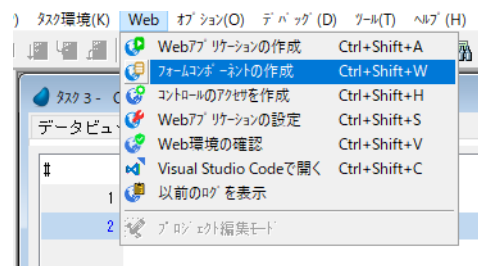 ) ﾀｽｸ環境(K) Web ｵﾌﾟｼｮﾝ(O) ﾃﾞﾊﾞｯｸﾞ(D) ﾂｰﾙ(T) ﾍﾙﾌﾟ(H)
Webｱﾌﾟﾘｹｰｼｮﾝの作成 Ctrl+Shift+A
ﾌｫｰﾑｺﾝﾎﾟｰﾈﾝﾄの作成 Ctrl+Shift+W
ｺﾝﾄﾛｰﾙのｱｸｾｻを作成 Ctrl+Shift+H
Webｱﾌﾟﾘｹｰｼｮﾝの設定 Ctrl+Shift+S
Web環境の確認 Ctrl+Shift+V
Visual Studio Codeで開く Ctrl+Shift+C
以前のﾛｸﾞを表示
ﾌﾟﾛｼﾞｪｸﾄ編集ﾓｰﾄﾞ
ﾀｽｸ 3 -
データビュ
#
1
2